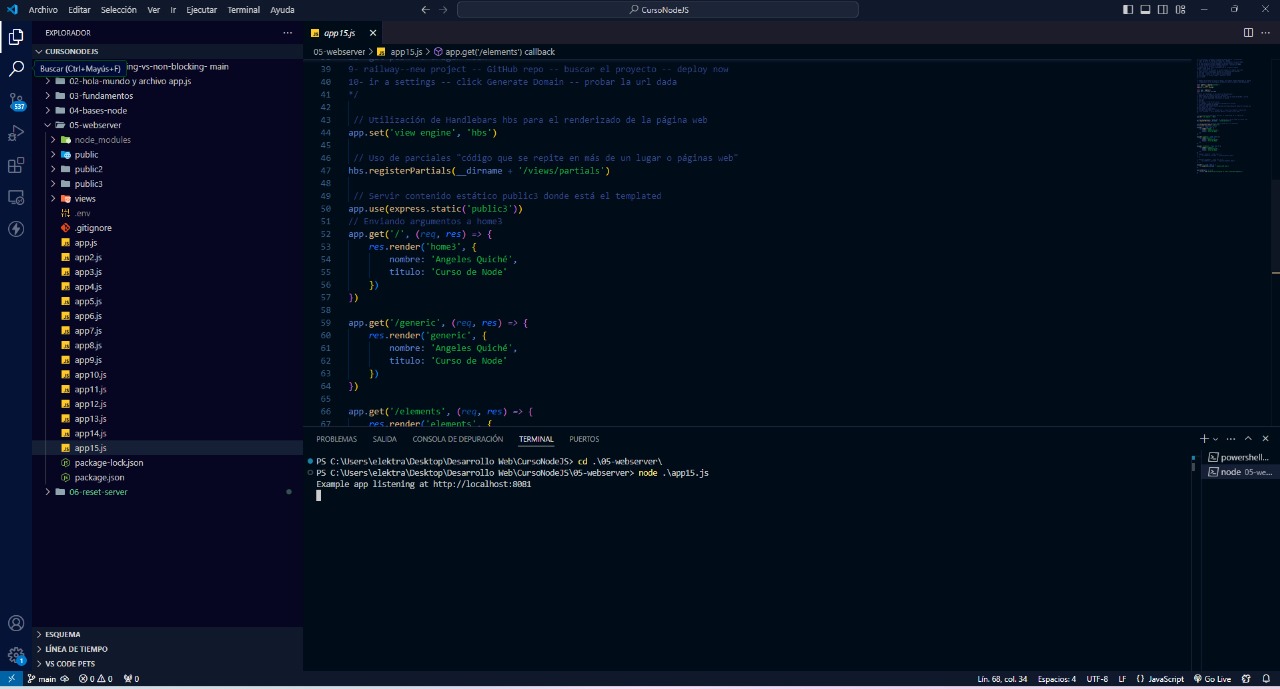 Archivo Editar Selección Ver Ir Ejecutar Terminal Ayuda
CursoNodeJS
EXPLORADOR
CURSONODEJS
Buscar (Ctrl+Mayús+F)
ng-vs-non-blocking- main
02-hola-mundo y archivo app.js
03-fundamentos
04-bases-node
05-webserver
node_modules
public
public2
public3
views
.env
.gitignore
app.js
app2.js
app3.js
app4.js
app5.js
app6.js
app7.js
app8.js
app9.js
app10.js
app11.js
app12.js
app13.js
app14.js
app15.js
package-lock.json
package.json
06-reset-server
ESQUEMA
LÍNEA DE TIEMPO
VS CODE PETS
537
1
app15.js
05-webserver > app15.js > app.get('/elements') callback
39 9- railway--new project -- GitHub repo -- buscar el proyecto -- deploy now
40 10- ir a settings -- click Generate Domain -- probar la url dada
41 */
42
43 // Utilización de Handlebars hbs para el renderizado de la página web
44 app.set('view engine', 'hbs')
45
46 // Uso de parciales "código que se repite en más de un lugar o páginas web"
47 hbs.registerPartials(__dirname + '/views/partials')
48
49 // Servir contenido estático public3 donde está el templated
50 app.use(express.static('public3'))
51 // Enviando argumentos a home3
52 app.get('/', (req, res) => {
53 res.render('home3', {
54 nombre: 'Angeles Quiché',
55 titulo: 'Curso de Node'
56 })
57 })
58
59 app.get('/generic', (req, res) => {
60 res.render('generic', {
61 nombre: 'Angeles Quiché',
62 titulo: 'Curso de Node'
63 })
64 })
65
66 app.get('/elements', (req, res) => {
67 res.render('elements', {
PROBLEMAS SALIDA CONSOLA DE DEPURACIÓN TERMINAL PUERTOS
PS C:\Users\elektra\Desktop\Desarrollo Web\CursoNodeJS> cd .\05-webserver\
PS C:\Users\elektra\Desktop\Desarrollo Web\CursoNodeJS\05-webserver> node .\app15.js
Example app listening at http://localhost:8081
powershell...
node 05-we...
main 0 0 0
Lín. 68, col. 34 Espacios: 4 UTF-8 LF {} JavaScript Go Live